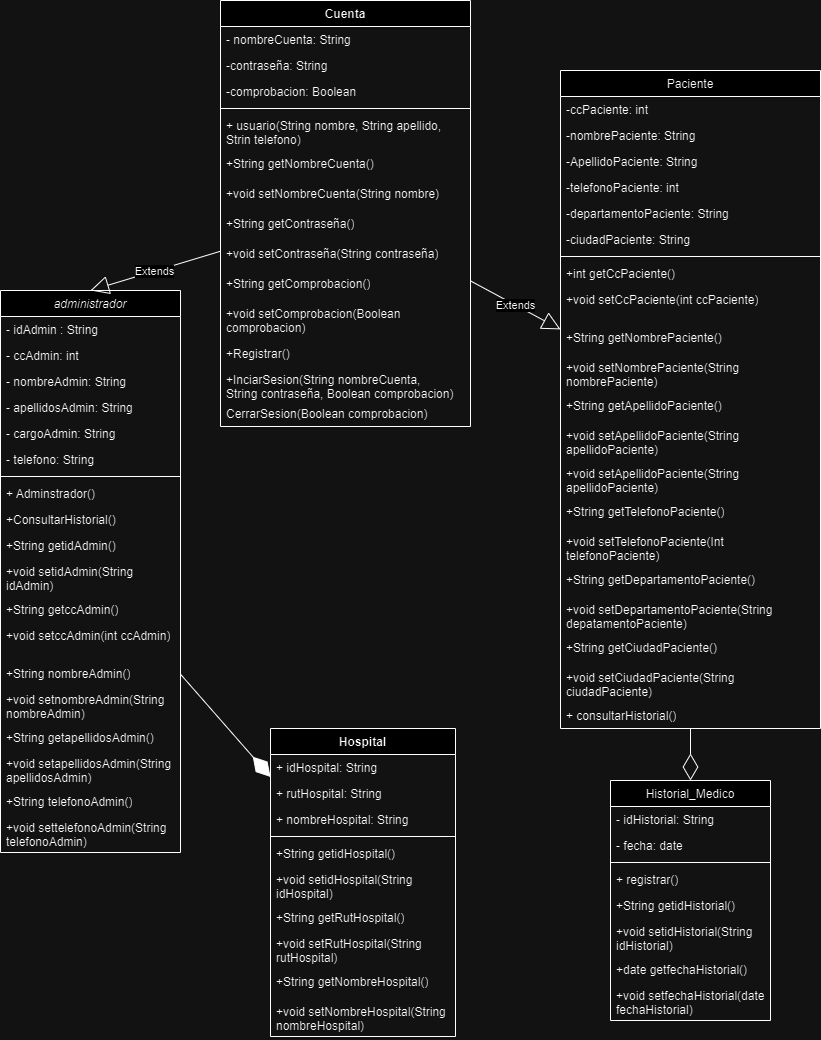 Cuenta
- nombreCuenta: String
-contraseña: String
-comprobacion: Boolean
+ usuario(String nombre, String apellido,
Strin telefono)
+String getNombreCuenta()
+void setNombreCuenta(String nombre)
+String getContraseña()
+void setContraseña(String contraseña)
+String getComprobacion()
+void setComprobacion(Boolean
comprobacion)
+Registrar()
+InciarSesion(String nombreCuenta,
String contraseña, Boolean comprobacion)
CerrarSesion(Boolean comprobacion)
Extends
Extends
Paciente
-ccPaciente: int
-nombrePaciente: String
-ApellidoPaciente: String
-telefonoPaciente: int
-departamentoPaciente: String
-ciudadPaciente: String
+int getCcPaciente()
+void setCcPaciente(int ccPaciente)
+String getNombrePaciente()
+void setNombrePaciente(String
nombrePaciente)
+String getApellidoPaciente()
+void setApellidoPaciente(String
apellidoPaciente)
+void setApellidoPaciente(String
apellidoPaciente)
+String getTelefonoPaciente()
+void setTelefonoPaciente(Int
telefonoPaciente)
+String getDepartamentoPaciente()
+void setDepartamentoPaciente(String
depatamentoPaciente)
+String getCiudadPaciente()
+void setCiudadPaciente(String
ciudadPaciente)
+ consultarHistorial()
administrador
- idAdmin : String
- ccAdmin: int
- nombreAdmin: String
- apellidosAdmin: String
- cargoAdmin: String
- telefono: String
+ Adminstrador()
+ConsultarHistorial()
+String getidAdmin()
+void setidAdmin(String
idAdmin)
+String getccAdmin()
+void setccAdmin(int ccAdmin)
+String nombreAdmin()
+void setnombreAdmin(String
nombreAdmin)
+String getapellidosAdmin()
+void setapellidosAdmin(String
apellidosAdmin)
+String telefonoAdmin()
+void settelefonoAdmin(String
telefonoAdmin)
Hospital
+ idHospital: String
+ rutHospital: String
+ nombreHospital: String
+String getidHospital()
+void setidHospital(String
idHospital)
+String getRutHospital()
+void setRutHospital(String
rutHospital)
+String getNombreHospital()
+void setNombreHospital(String
nombreHospital)
Historial_Medico
- idHistorial: String
- fecha: date
+ registrar()
+String getidHistorial()
+void setidHistorial(String
idHistorial)
+date getfechaHistorial()
+void setfechaHistorial(date
fechaHistorial)